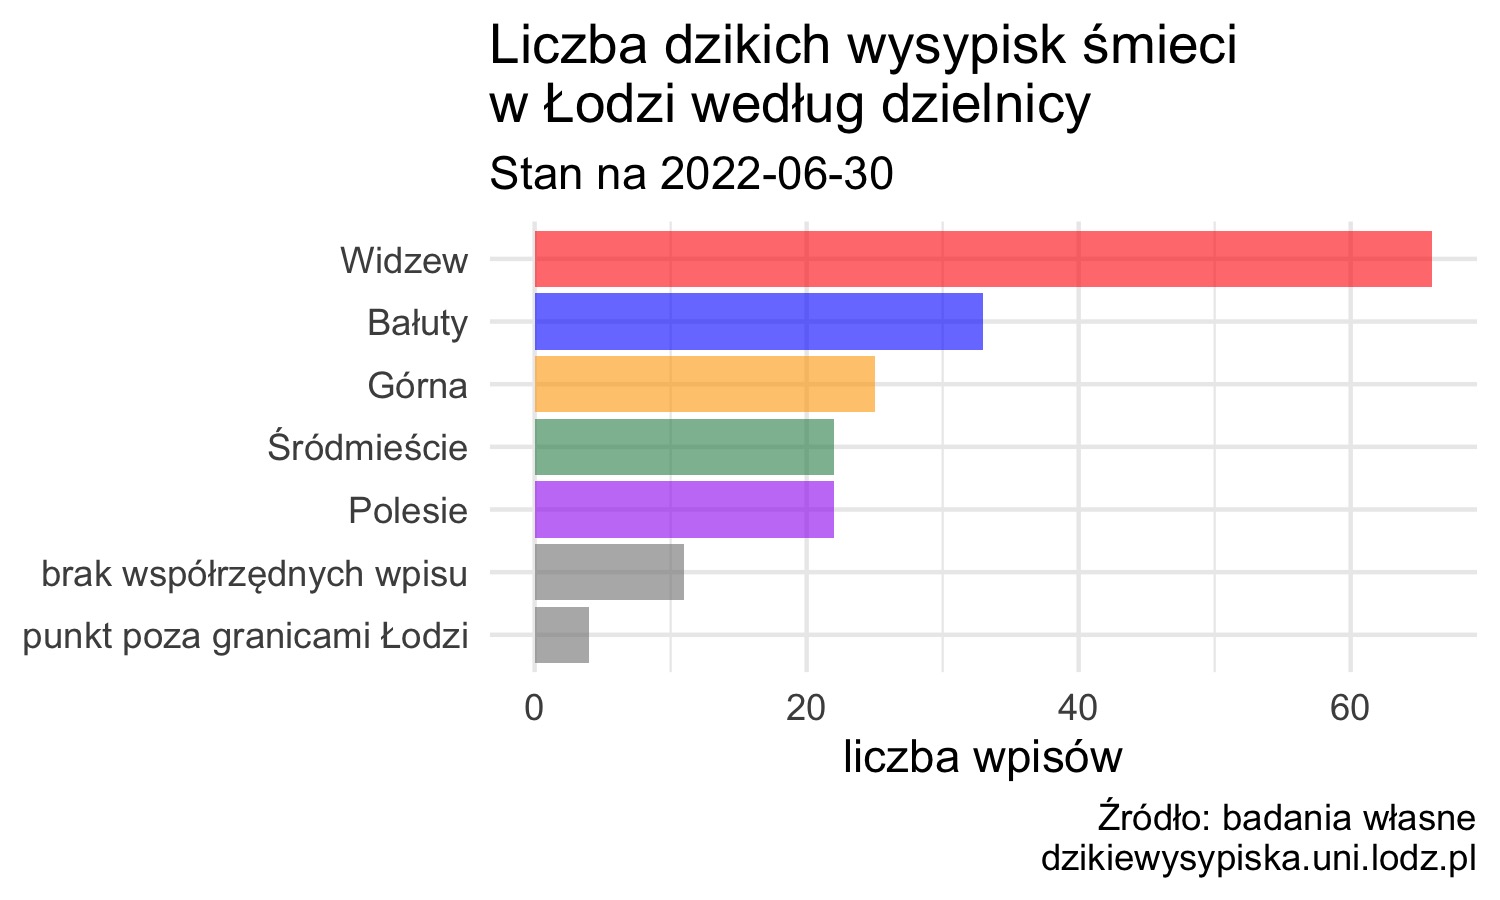 Liczba dzikich wysypisk śmieci
w Łodzi według dzielnicy
Stan na 2022-06-30
Widzew
Bałuty
Górna
Śródmieście
Polesie
brak współrzędnych wpisu
punkt poza granicami Łodzi
0 20 40 60
liczba wpisów
Źródło: badania własne
dzikiewysypiska.uni.lodz.pl